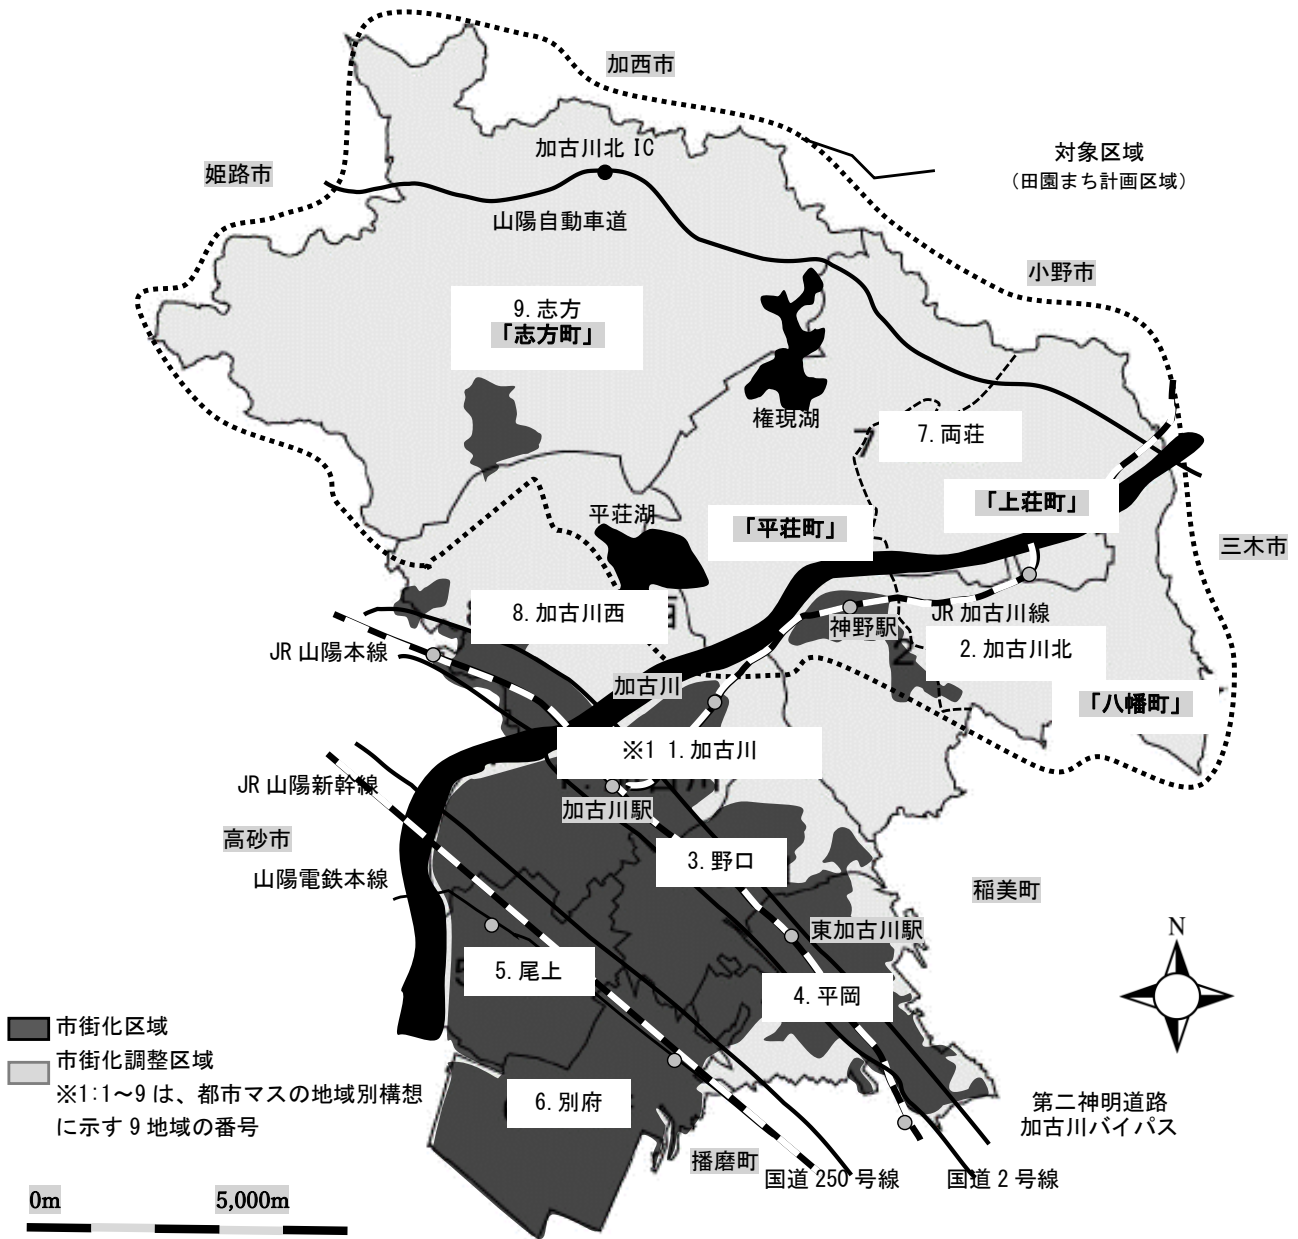 加西市
対象区域
(田園まち計画区域)
加古川北 IC
姫路市
山陽自動車道
小野市
9. 志方
「志方町」
権現湖
7
7. 両荘
「上荘町」
「平荘町」
平荘湖
三木市
8. 加古川西
西
JR 加古川線
神野駅
2
2. 加古川北
JR 山陽本線
加古川
「八幡町」
※1 1. 加古川
JR 山陽新幹線
加古川駅
高砂市
3. 野口
山陽電鉄本線
稲美町
東加古川駅
N
5. 尾上
4. 平岡
市街化区域
市街化調整区域
※1:1～9 は、都市マスの地域別構想
に示す 9 地域の番号
6. 別府
第二神明道路
加古川バイパス
播磨町
国道 250 号線
国道 2 号線
0m
5,000m